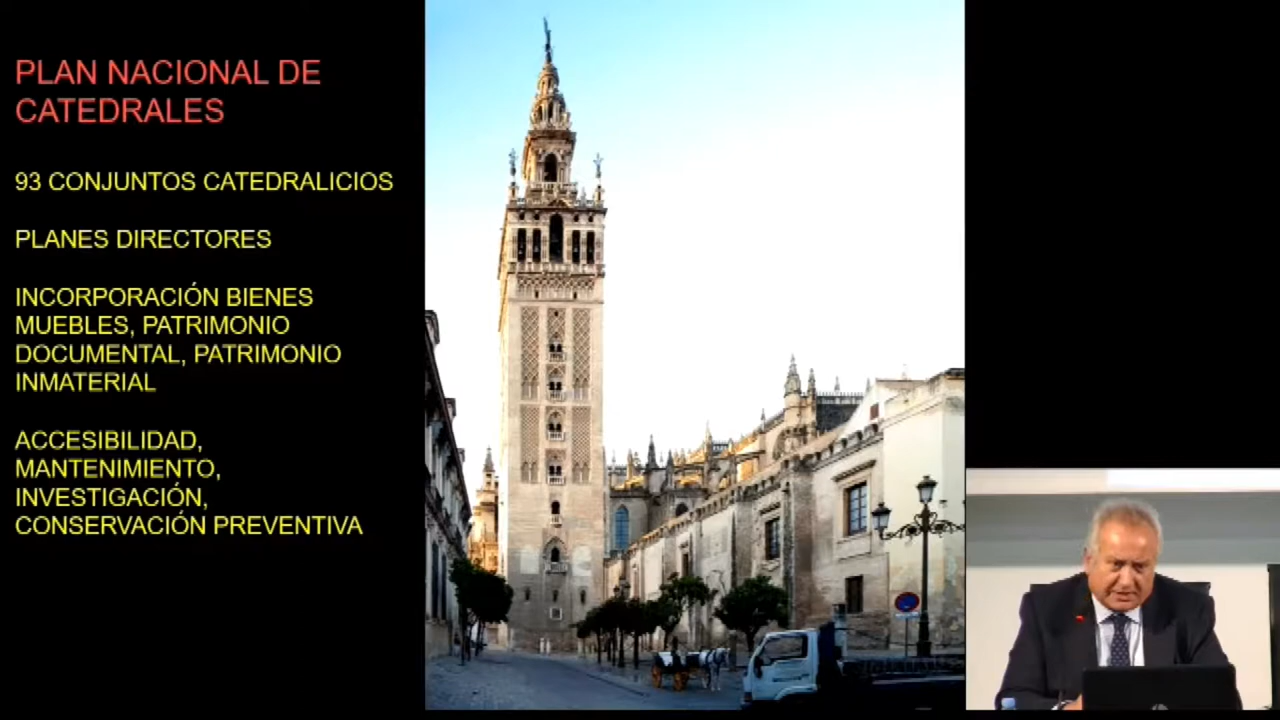 PLAN NACIONAL DE
CATEDRALES
93 CONJUNTOS CATEDRALICIOS
PLANES DIRECTORES
INCORPORACIÓN BIENES
MUEBLES, PATRIMONIO
DOCUMENTAL, PATRIMONIO
INMATERIAL
ACCESIBILIDAD,
MANTENIMIENTO,
INVESTIGACIÓN,
CONSERVACIÓN PREVENTIVA